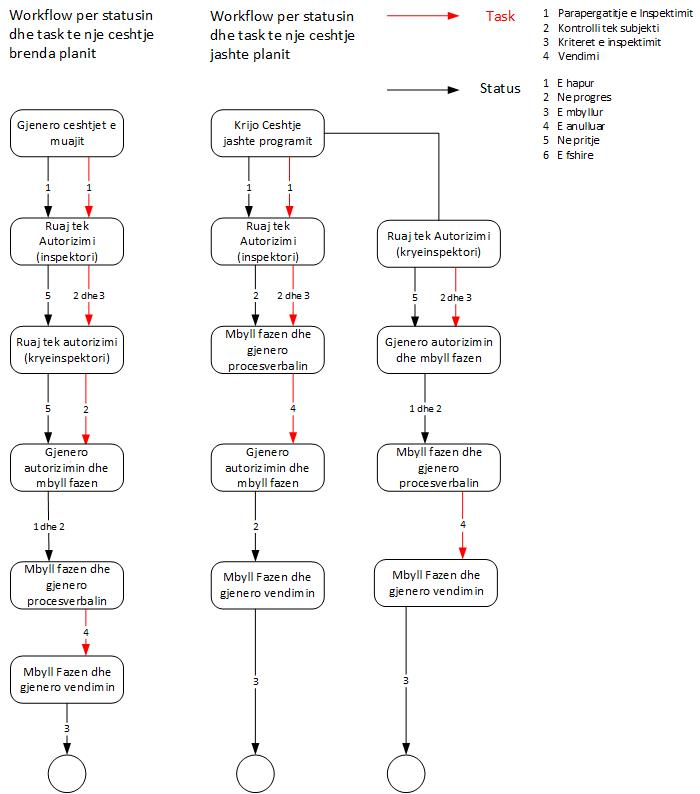 Workflow per statusin
dhe task te nje ceshtje
brenda planit
Workflow per statusin
dhe task te nje ceshtje
jashte planit
Task
1 Parapergatitje e Inspektimit
2 Kontrolli tek subjekti
3 Kriteret e inspektimit
4 Vendimi
Status
1 E hapur
2 Ne progres
3 E mbyllur
4 E anulluar
5 Ne pritje
6 E fshire
Gjenero ceshtjet e
muajit
1
1
Ruaj tek
Autorizimi
(inspektori)
5
2 dhe 3
Ruaj tek autorizimi
(kryeinspektori)
5
2
Gjenero
autorizimin dhe
mbyll fazen
1 dhe 2
Mbyll fazen dhe
gjenero
procesverbalin
4
Mbyll Fazen dhe
gjenero vendimin
3
Krijo Ceshtje
jashte programit
1
1
Ruaj tek
Autorizimi
(inspektori)
2
2 dhe 3
Mbyll fazen dhe
gjenero
procesverbalin
4
Gjenero
autorizimin dhe
mbyll fazen
2
Mbyll Fazen dhe
gjenero vendimin
3
Ruaj tek Autorizimi
(kryeinspektori)
5
2 dhe 3
Gjenero autorizimin
dhe mbyll fazen
1 dhe 2
Mbyll fazen dhe
gjenero
procesverbalin
4
Mbyll Fazen dhe
gjenero vendimin
3